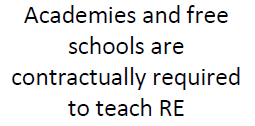 Academies and free
schools are
contractually required
to teach RE